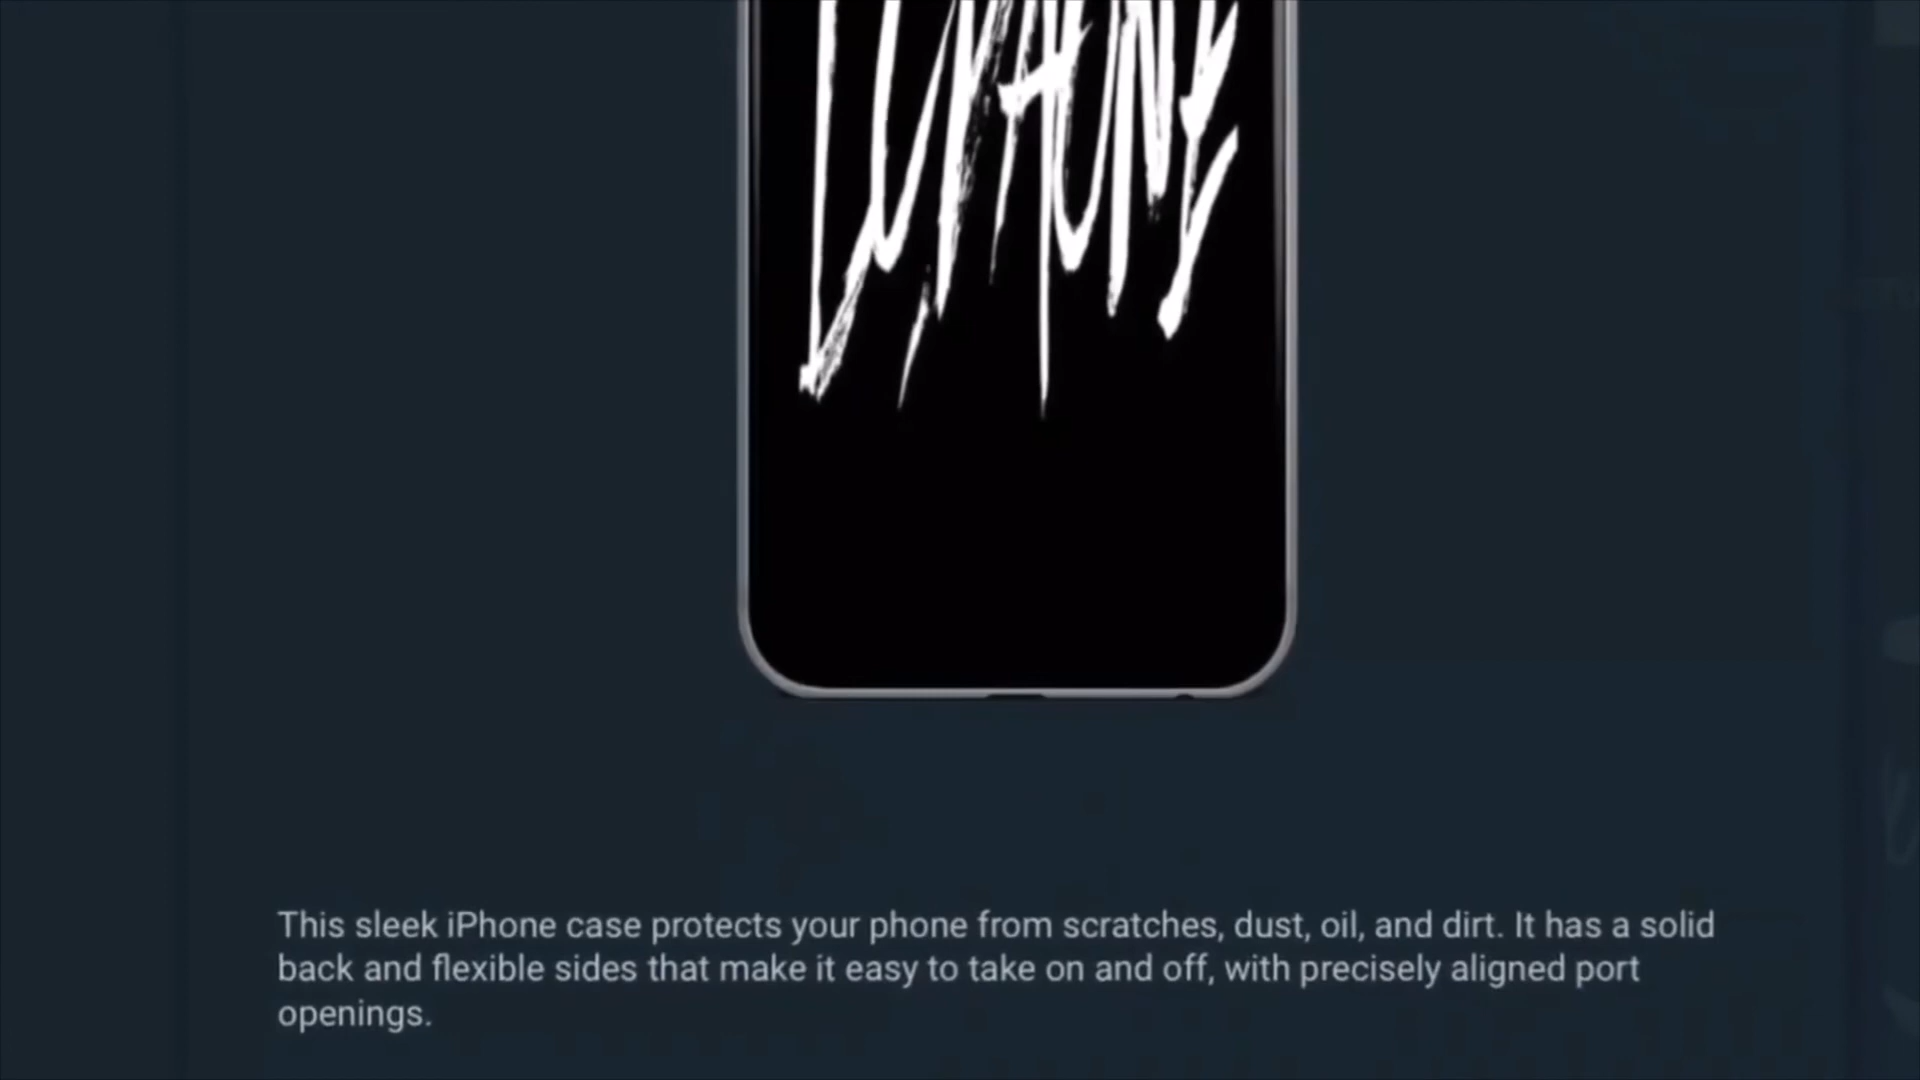 This sleek iPhone case protects your phone from scratches, dust, oil, and dirt. It has a solid
back and flexible sides that make it easy to take on and off, with precisely aligned port
openings.